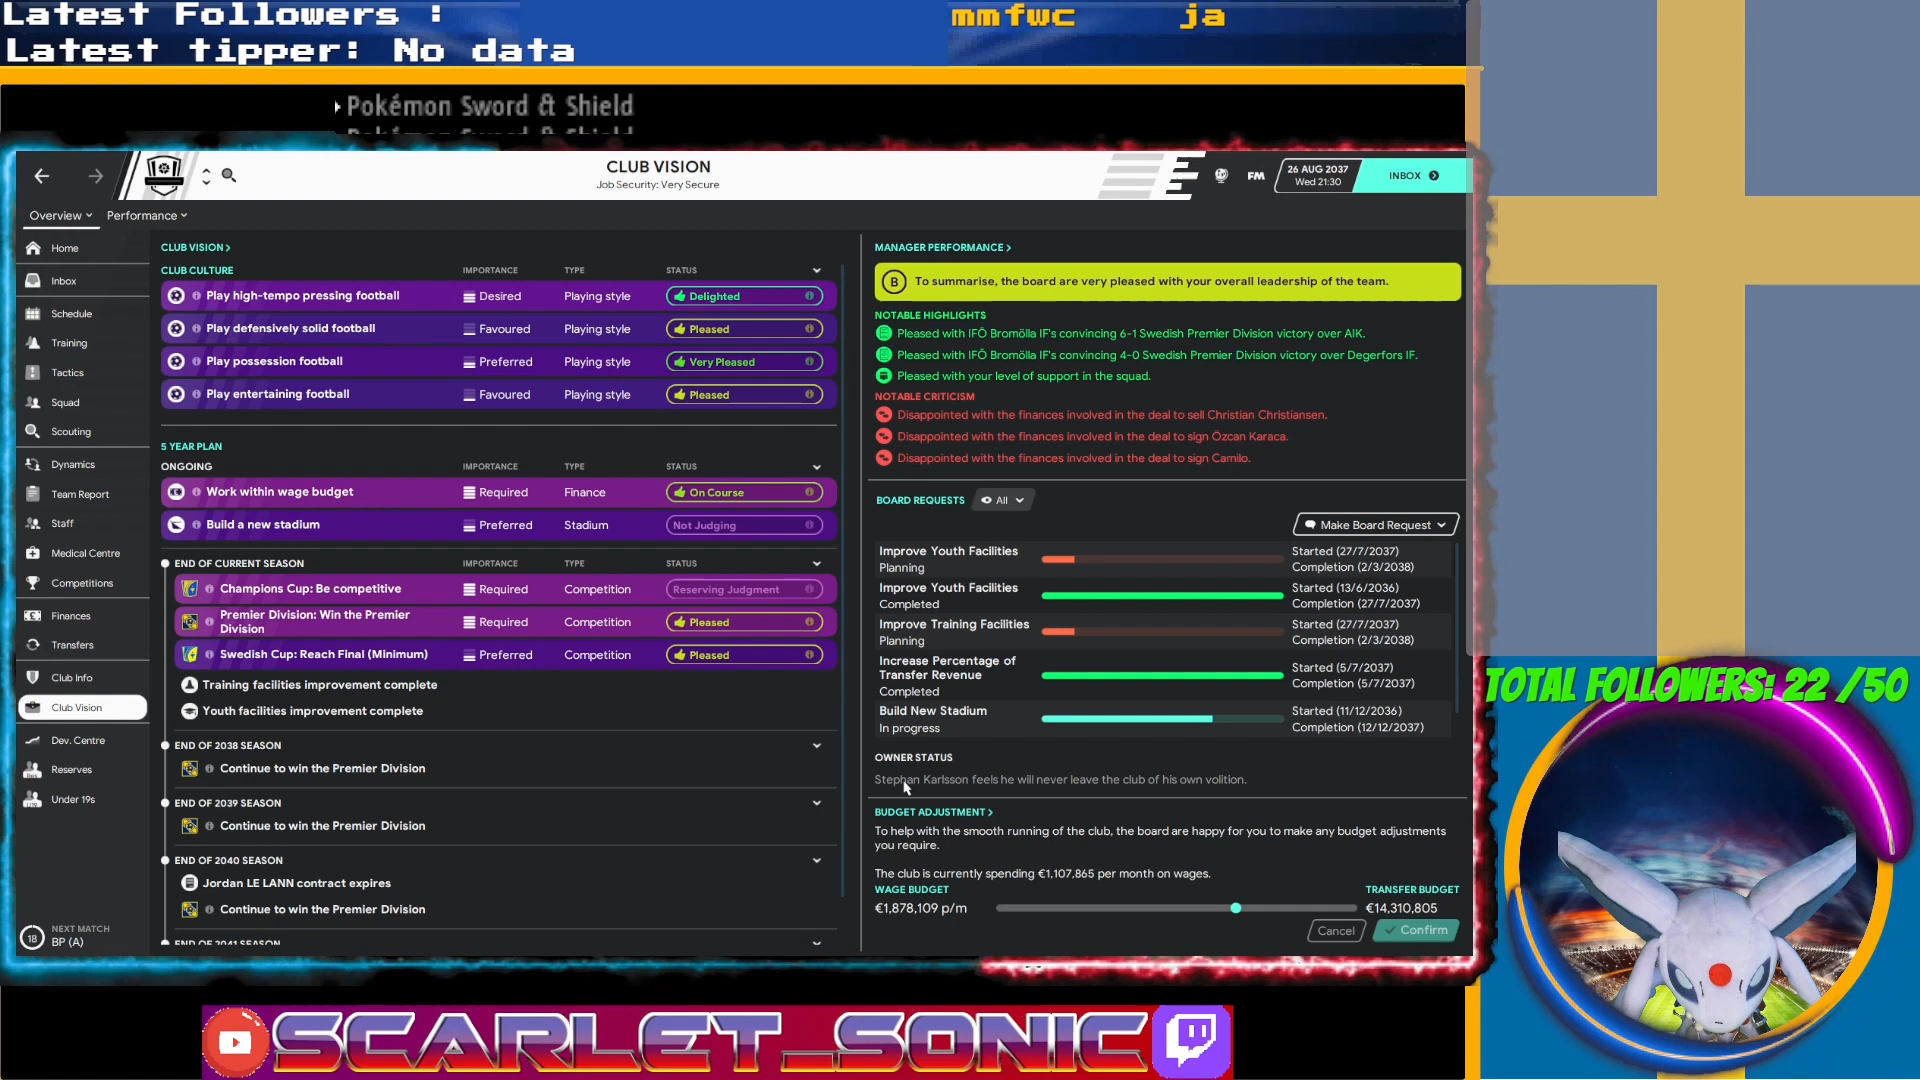 Latest Followers :
mmfwc ja
Latest tipper: No data
Pokémon Sword & Shield
Pokémon Sword & Shield
CLUB VISION
Job Security: Very Secure
FM
26 AUG 2037
Wed 21:30
INBOX
Overview
Performance
Home
Inbox
Schedule
Training
Tactics
Squad
Scouting
Dynamics
Team Report
Staff
Medical Centre
Competitions
Finances
Transfers
Club Info
Club Vision
Dev. Centre
Reserves
Under 19s
18
NEXT MATCH
BP (A)
CLUB VISION >
CLUB CULTURE IMPORTANCE TYPE STATUS
Play high-tempo pressing football Desired Playing style Delighted
Play defensively solid football Favoured Playing style Pleased
Play possession football Preferred Playing style Very Pleased
Play entertaining football Favoured Playing style Pleased
5 YEAR PLAN
ONGOING IMPORTANCE TYPE STATUS
Work within wage budget Required Finance On Course
Build a new stadium Preferred Stadium Not Judging
END OF CURRENT SEASON IMPORTANCE TYPE STATUS
Champions Cup: Be competitive Required Competition Reserving Judgment
Premier Division: Win the Premier
Division Required Competition Pleased
Swedish Cup: Reach Final (Minimum) Preferred Competition Pleased
Training facilities improvement complete
Youth facilities improvement complete
END OF 2038 SEASON
Continue to win the Premier Division
END OF 2039 SEASON
Continue to win the Premier Division
END OF 2040 SEASON
Jordan LE LANN contract expires
Continue to win the Premier Division
END OF 2041 SEASON
MANAGER PERFORMANCE >
B To summarise, the board are very pleased with your overall leadership of the team.
NOTABLE HIGHLIGHTS
Pleased with IFÖ Bromölla IF's convincing 6-1 Swedish Premier Division victory over AIK.
Pleased with IFÖ Bromölla IF's convincing 4-0 Swedish Premier Division victory over Degerfors IF.
Pleased with your level of support in the squad.
NOTABLE CRITICISM
Disappointed with the finances involved in the deal to sell Christian Christiansen.
Disappointed with the finances involved in the deal to sign Özcan Karaca.
Disappointed with the finances involved in the deal to sign Camilo.
BOARD REQUESTS All
Make Board Request
Improve Youth Facilities Started (27/7/2037)
Planning Completion (2/3/2038)
Improve Youth Facilities Started (13/6/2036)
Completed Completion (27/7/2037)
Improve Training Facilities Started (27/7/2037)
Planning Completion (2/3/2038)
Increase Percentage of
Transfer Revenue Started (5/7/2037)
Completed Completion (5/7/2037)
Build New Stadium Started (11/12/2036)
In progress Completion (12/12/2037)
OWNER STATUS
Stephan Karlsson feels he will never leave the club of his own volition.
BUDGET ADJUSTMENT >
To help with the smooth running of the club, the board are happy for you to make any budget adjustments
you require.
The club is currently spending €1,107,865 per month on wages.
WAGE BUDGET TRANSFER BUDGET
€1,878,109 p/m €14,310,805
Cancel Confirm
TOTAL FOLLOWERS: 22 /50
SCARLET_SONIC